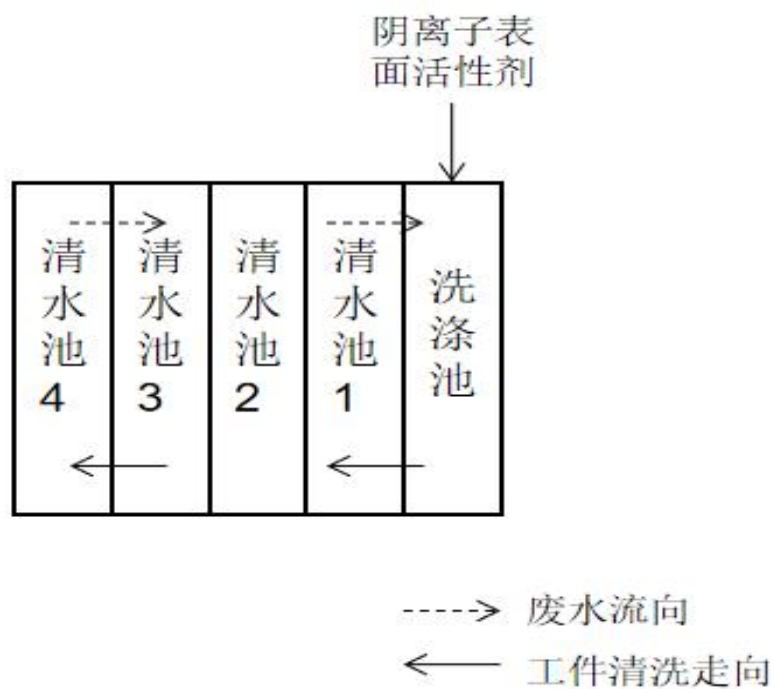 阴离子表
面活性剂
清水池4
清水池3
清水池2
清水池1
洗涤池
废水流向
工件清洗走向